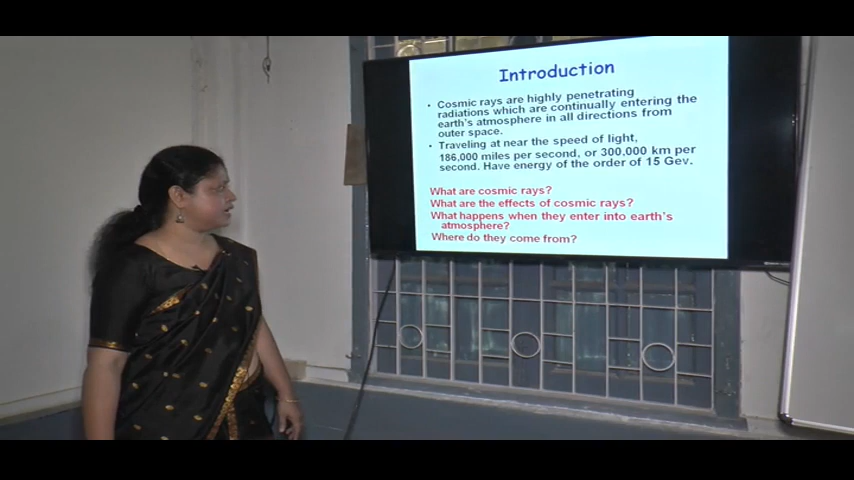 Introduction
• Cosmic rays are highly penetrating
radiations which are continually entering the
earth's atmosphere in all directions from
outer space.
• Traveling at near the speed of light,
186,000 miles per second, or 300,000 km per
second. Have energy of the order of 15 Gev.
What are cosmic rays?
What are the effects of cosmic rays?
What happens when they enter into earth's
atmosphere?
Where do they come from?